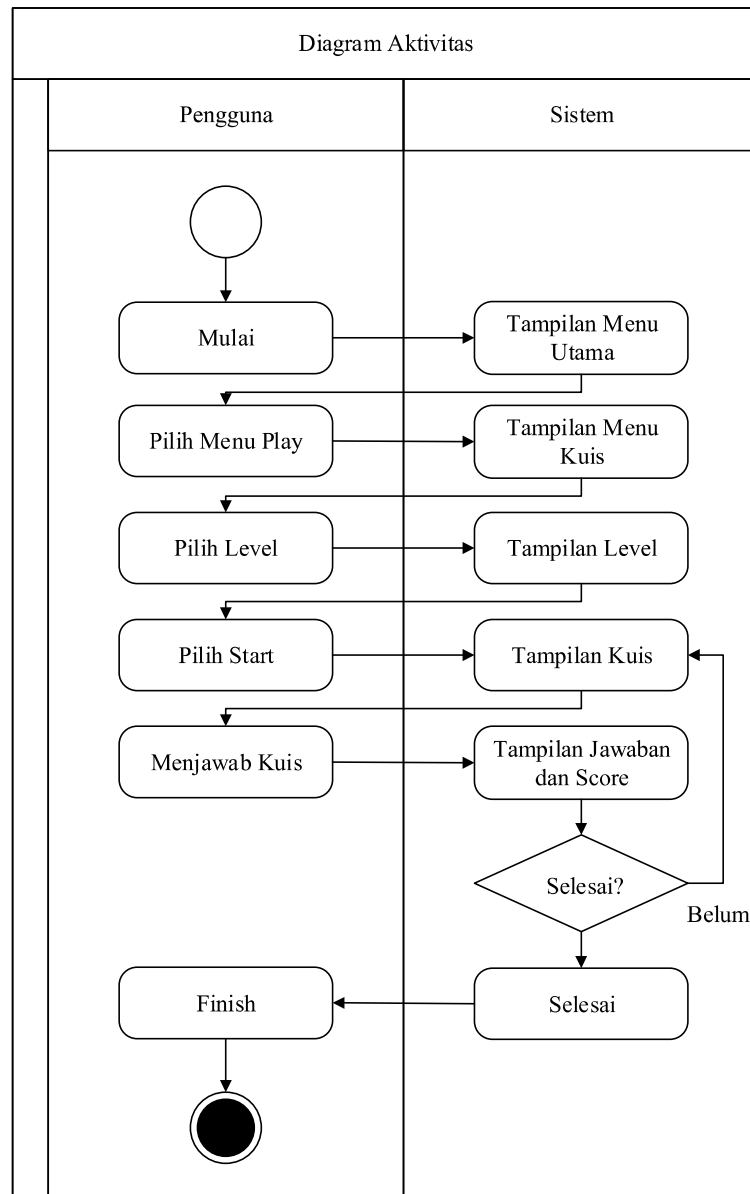 Diagram Aktivitas
Pengguna
Sistem
Mulai
Tampilan Menu
Utama
Pilih Menu Play
Tampilan Menu
Kuis
Pilih Level
Tampilan Level
Pilih Start
Tampilan Kuis
Menjawab Kuis
Tampilan Jawaban
dan Score
Selesai?
Belum
Finish
Selesai